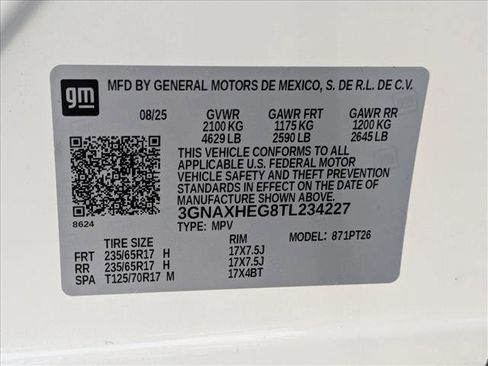 gm
MFD BY GENERAL MOTORS DE MEXICO, S. DE R.L. DE C.V.
08/25 GVWR GAWR FRT GAWR RR
2100 KG 1175 KG 1200 KG
4629 LB 2590 LB 2645 LB
THIS VEHICLE CONFORMS TO ALL
APPLICABLE U.S. FEDERAL MOTOR
VEHICLE SAFETY AND THEFT PREVENTION
STANDARDS IN EFFECT ON THE DATE OF
MANUFACTURE SHOWN ABOVE.
8624 3GNAXHEG8TL234227
TYPE: MPV MODEL: 871PT26
TIRE SIZE RIM
FRT 235/65R17 H 17X7.5J
RR 235/65R17 H 17X7.5J
SPA T125/70R17 M 17X4BT